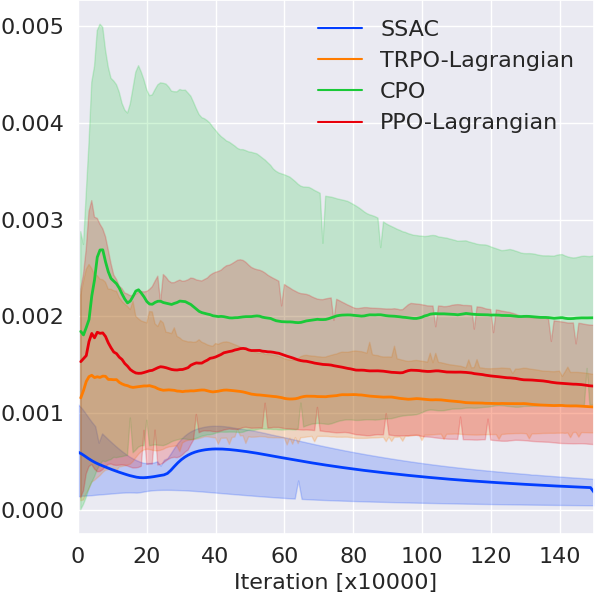 0.005
0.004
0.003
0.002
0.001
0.000
SSAC
TRPO-Lagrangian
CPO
PPO-Lagrangian
0 20 40 60 80 100 120 140
Iteration [x10000]